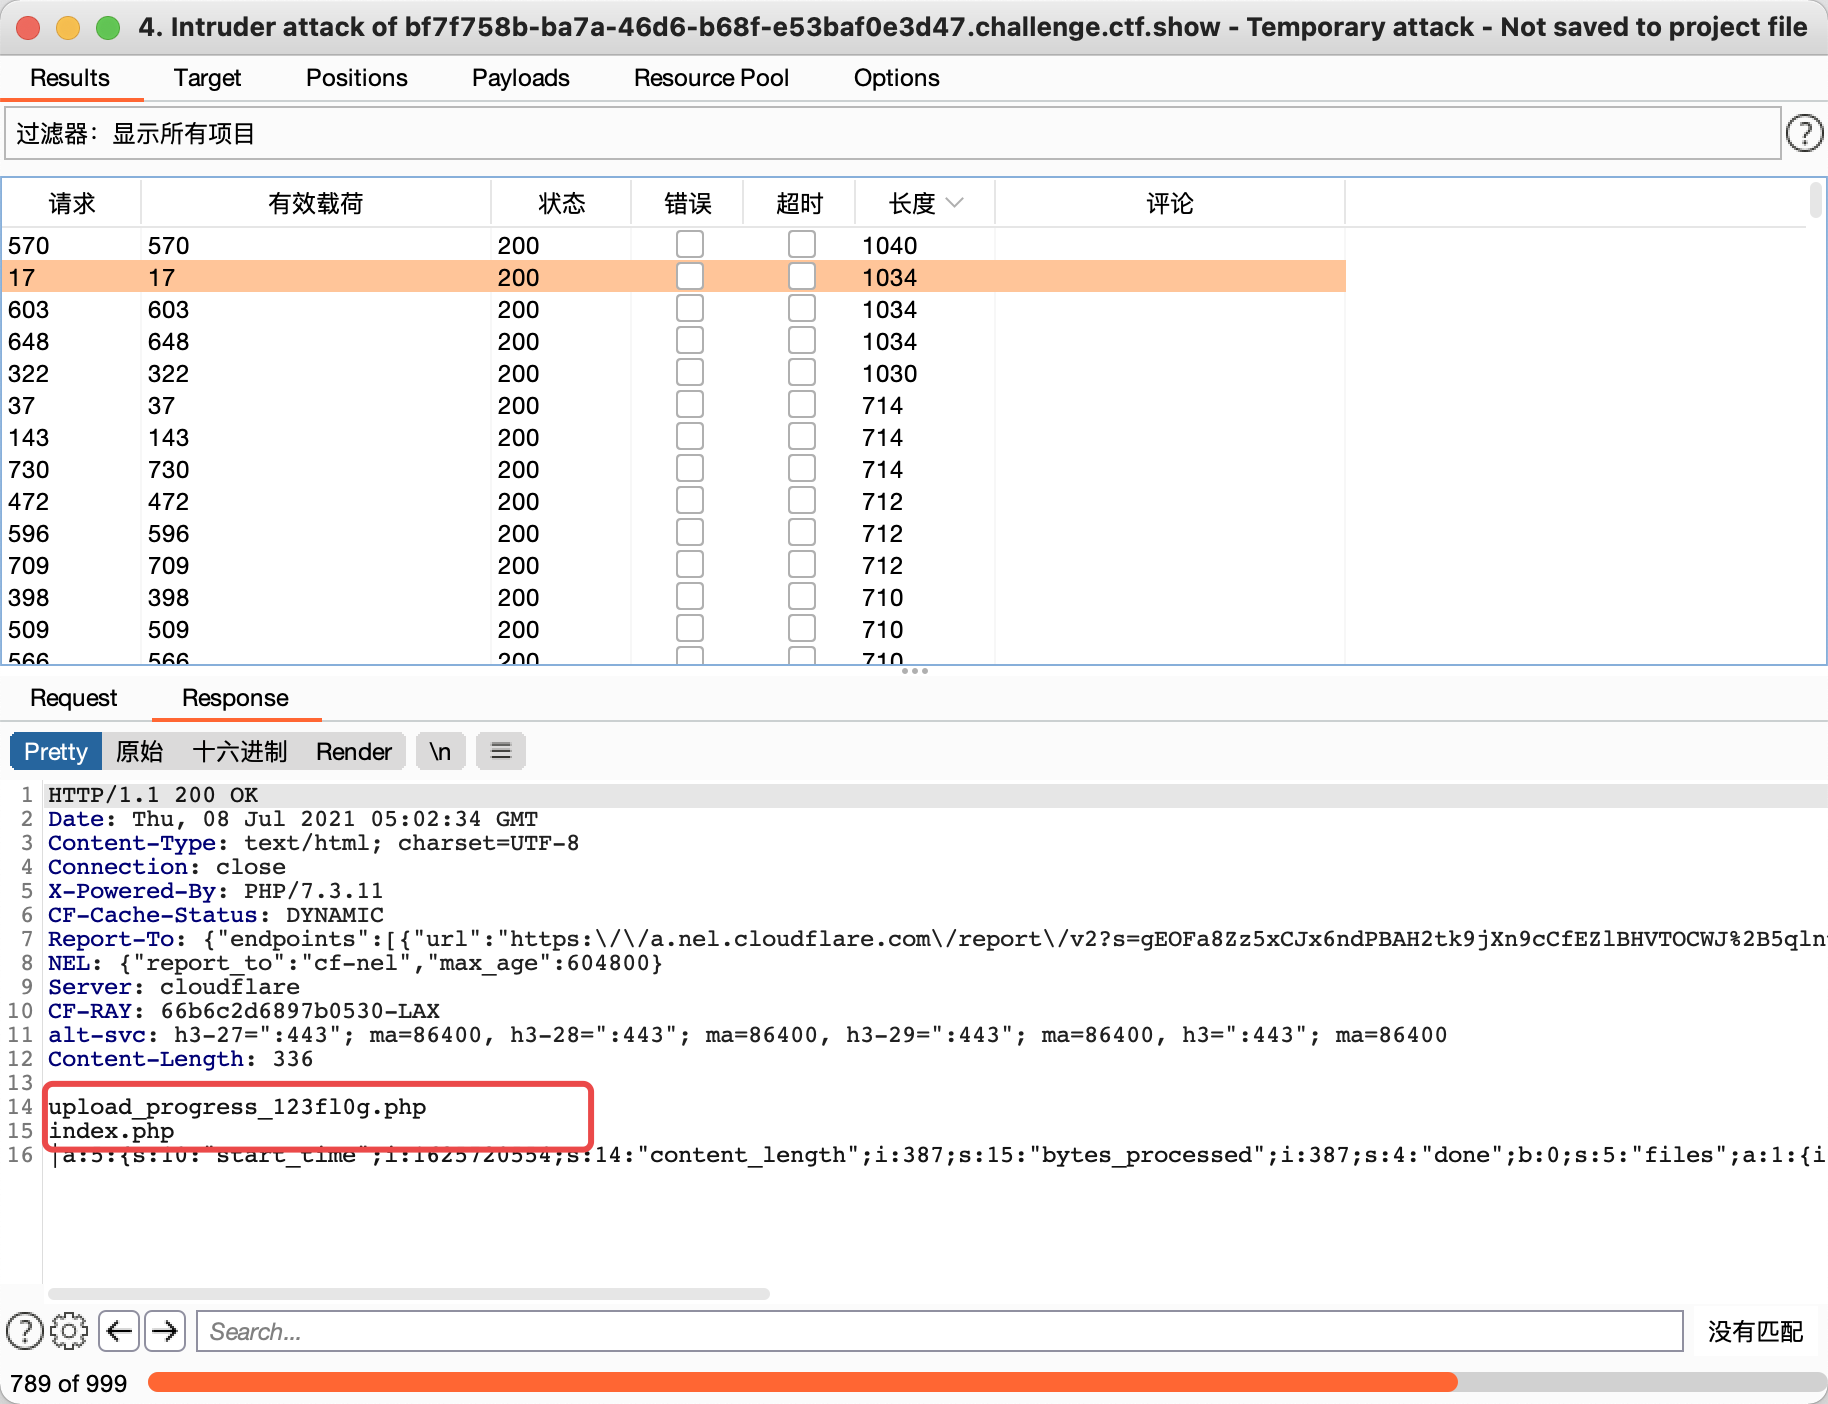 4. Intruder attack of bf7f758b-ba7a-46d6-b68f-e53baf0e3d47.challenge.ctf.show - Temporary attack - Not saved to project file
Results Target Positions Payloads Resource Pool Options
过滤器：显示所有项目 ?
请求 有效载荷 状态 错误 超时 长度 评论
570 570 200 1040
17 17 200 1034
603 603 200 1034
648 648 200 1034
322 322 200 1030
37 37 200 714
143 143 200 714
730 730 200 714
472 472 200 712
596 596 200 712
709 709 200 712
398 398 200 710
509 509 200 710
566 566 200 710
Request Response
Pretty 原始 十六进制 Render \n
1 HTTP/1.1 200 OK
2 Date: Thu, 08 Jul 2021 05:02:34 GMT
3 Content-Type: text/html; charset=UTF-8
4 Connection: close
5 X-Powered-By: PHP/7.3.11
6 CF-Cache-Status: DYNAMIC
7 Report-To: {"endpoints":[{"url":"https:\/\/a.nel.cloudflare.com\/report\/v2?s=gEOFa8Zz5xCJx6ndPBAH2tk9jXn9cCfEZlBHVTOCWJ%2B5qln
8 NEL: {"report_to":"cf-nel","max_age":604800}
9 Server: cloudflare
10 CF-RAY: 66b6c2d6897b0530-LAX
11 alt-svc: h3-27=":443"; ma=86400, h3-28=":443"; ma=86400, h3-29=":443"; ma=86400, h3=":443"; ma=86400
12 Content-Length: 336
13
14 upload_progress_123fl0g.php
15 index.php
16 |a:5:{s:10:"start_time";i:1625720554;s:14:"content_length";i:387;s:15:"bytes_processed";i:387;s:4:"done";b:0;s:5:"files";a:1:{i
? Search... 没有匹配
789 of 999